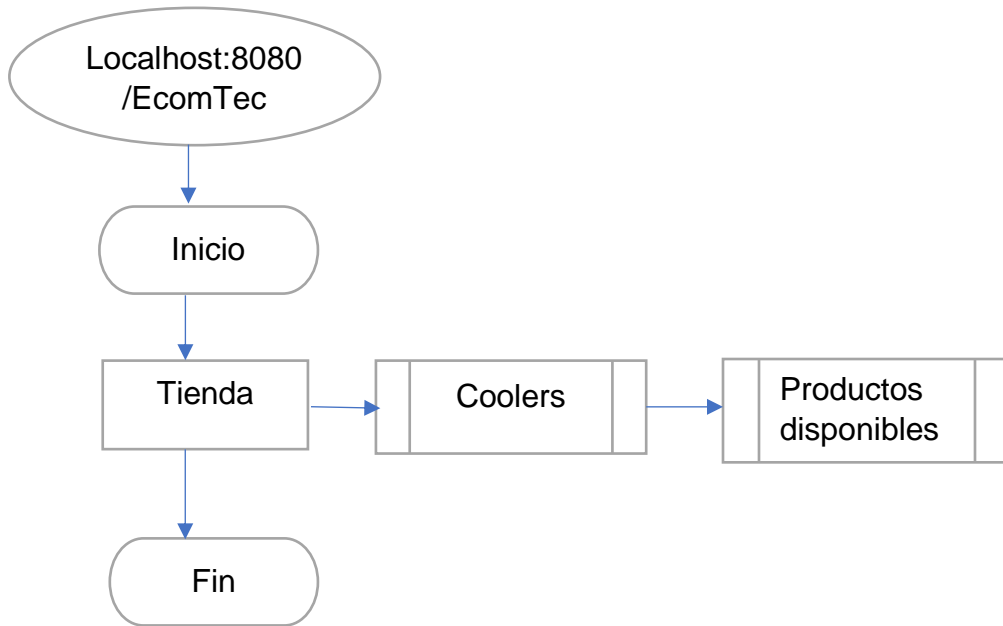 Localhost:8080
/EcomTec
Inicio
Tienda
Coolers
Productos
disponibles
Fin